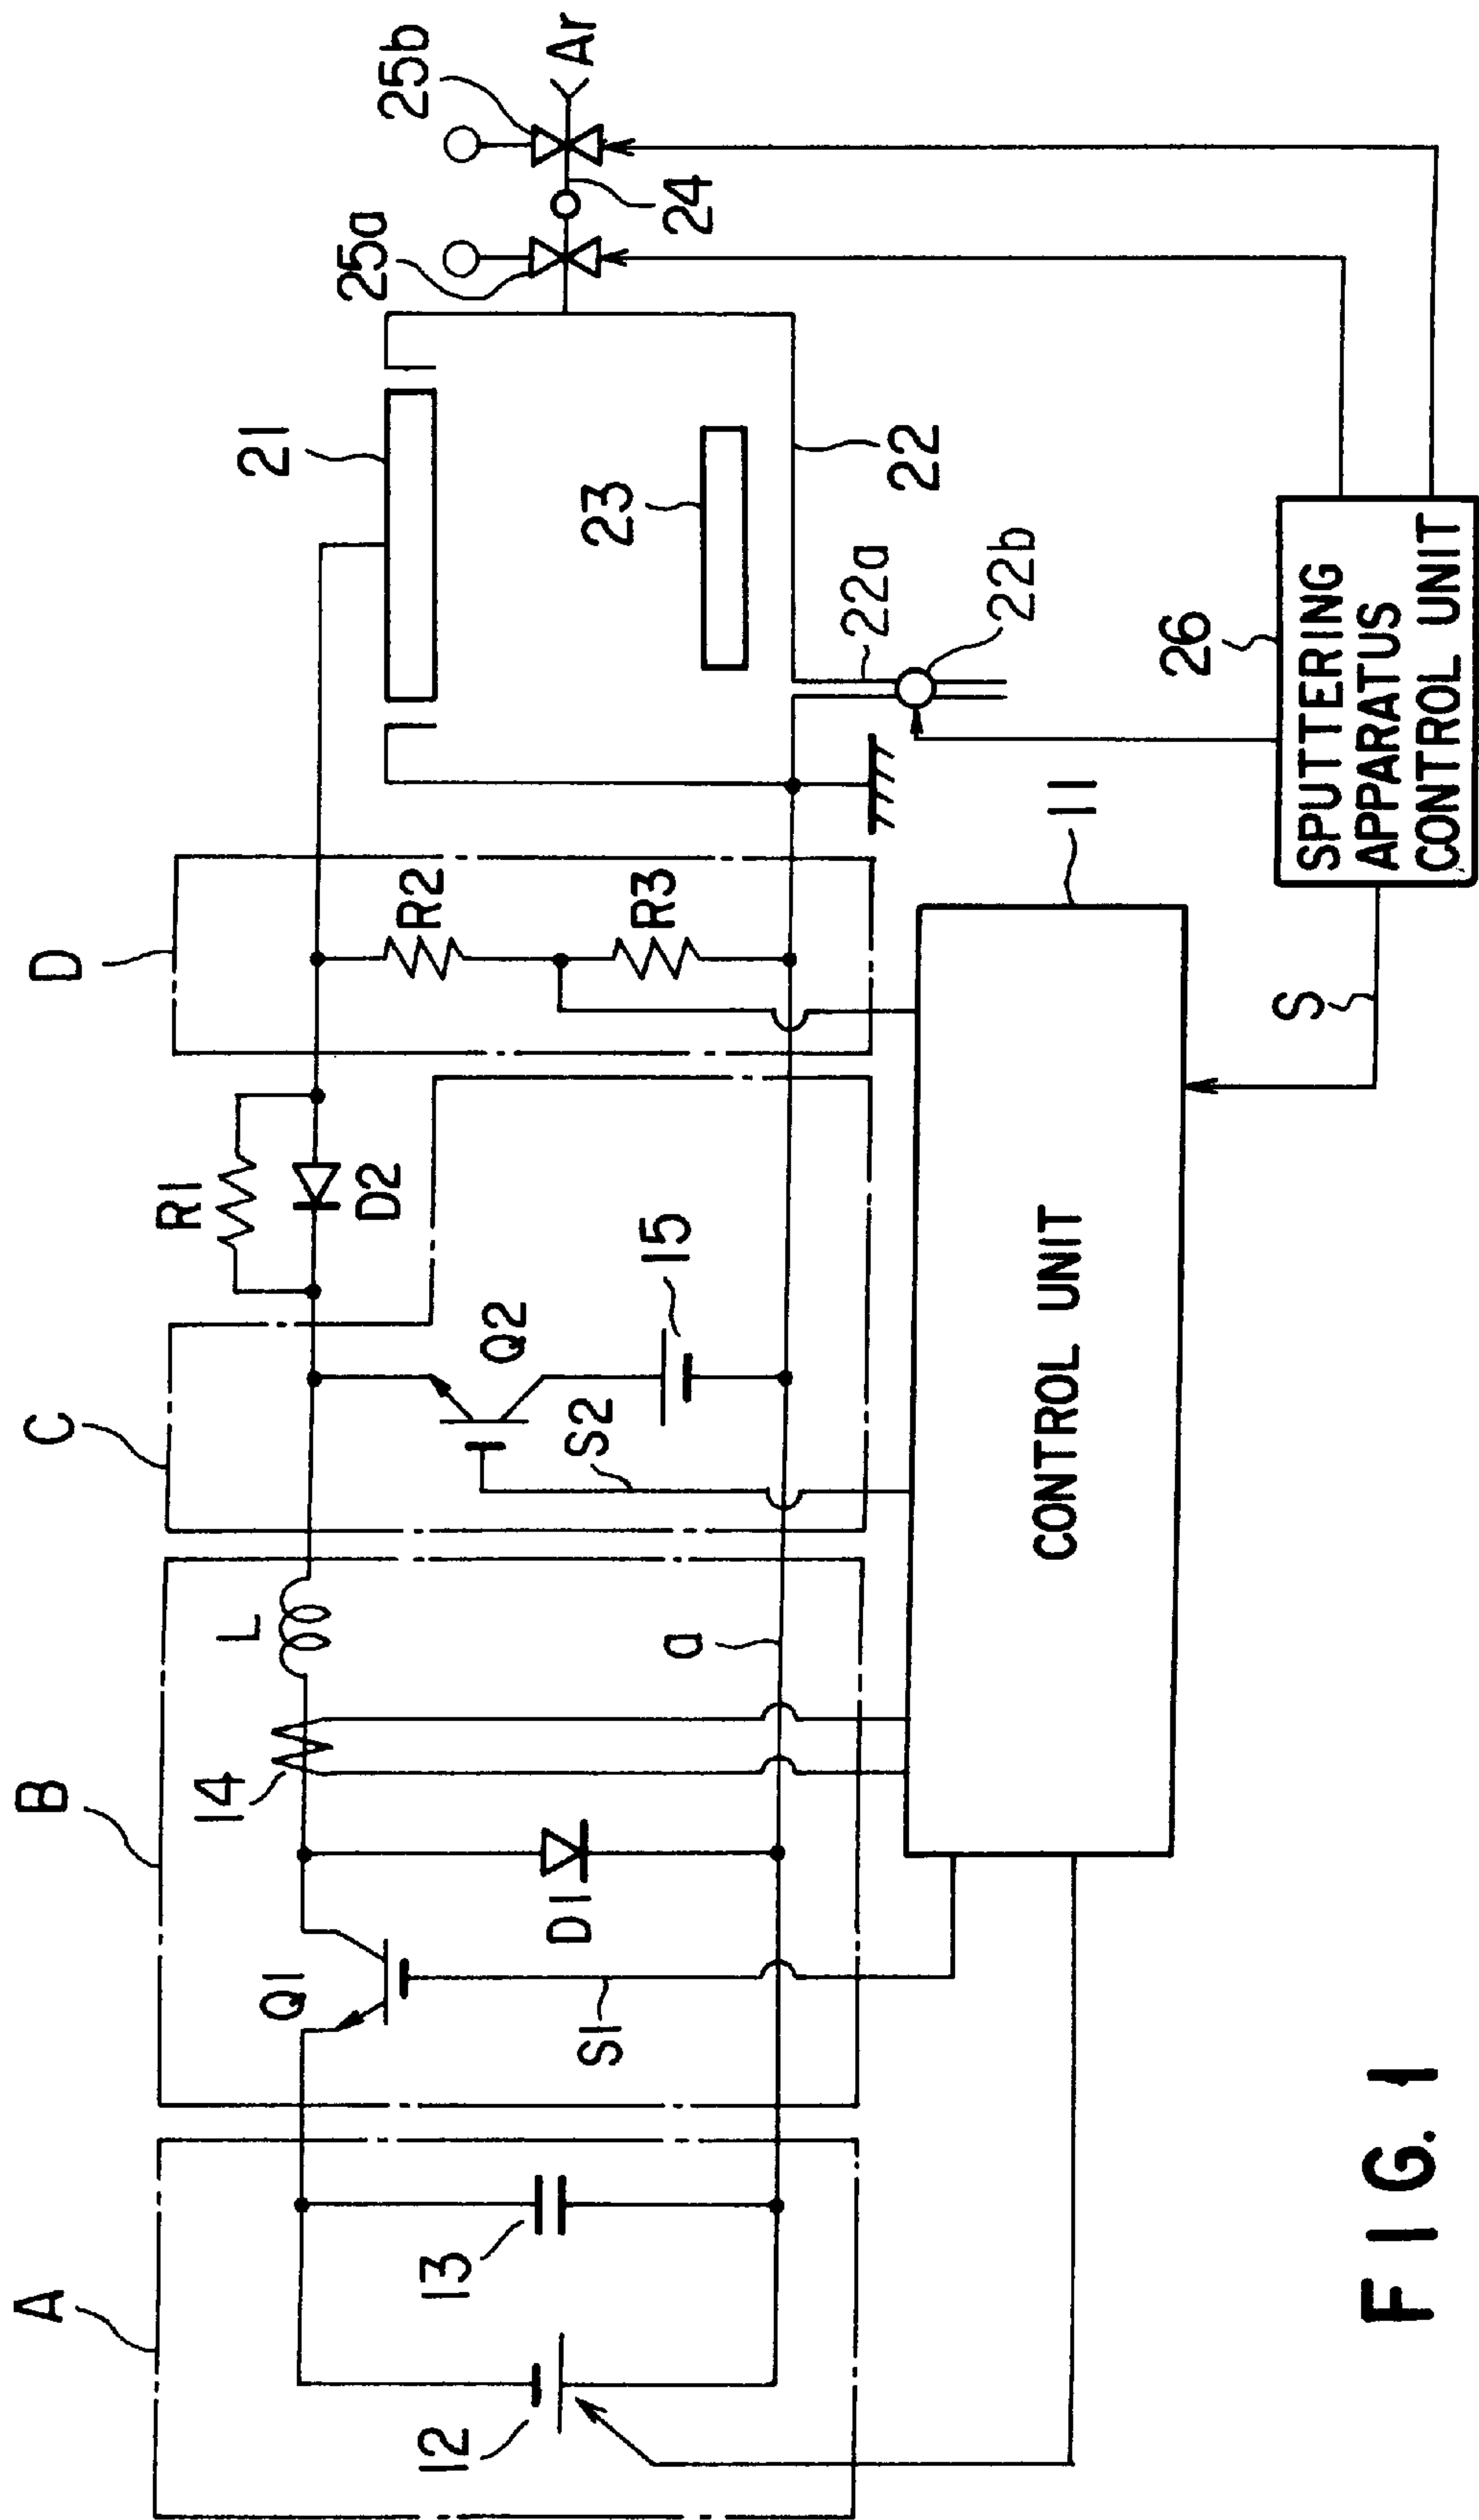 A
B
C
D
12
13
Q1
S1
D1
14
L
a
Q2
S2
15
R1
D2
R2
R3
21
23
22
22a
22b
25a
25b
24
Ar
CONTROL UNIT
11
S
26
SPUTTERING
APPARATUS
CONTROL UNIT
FIG. 1